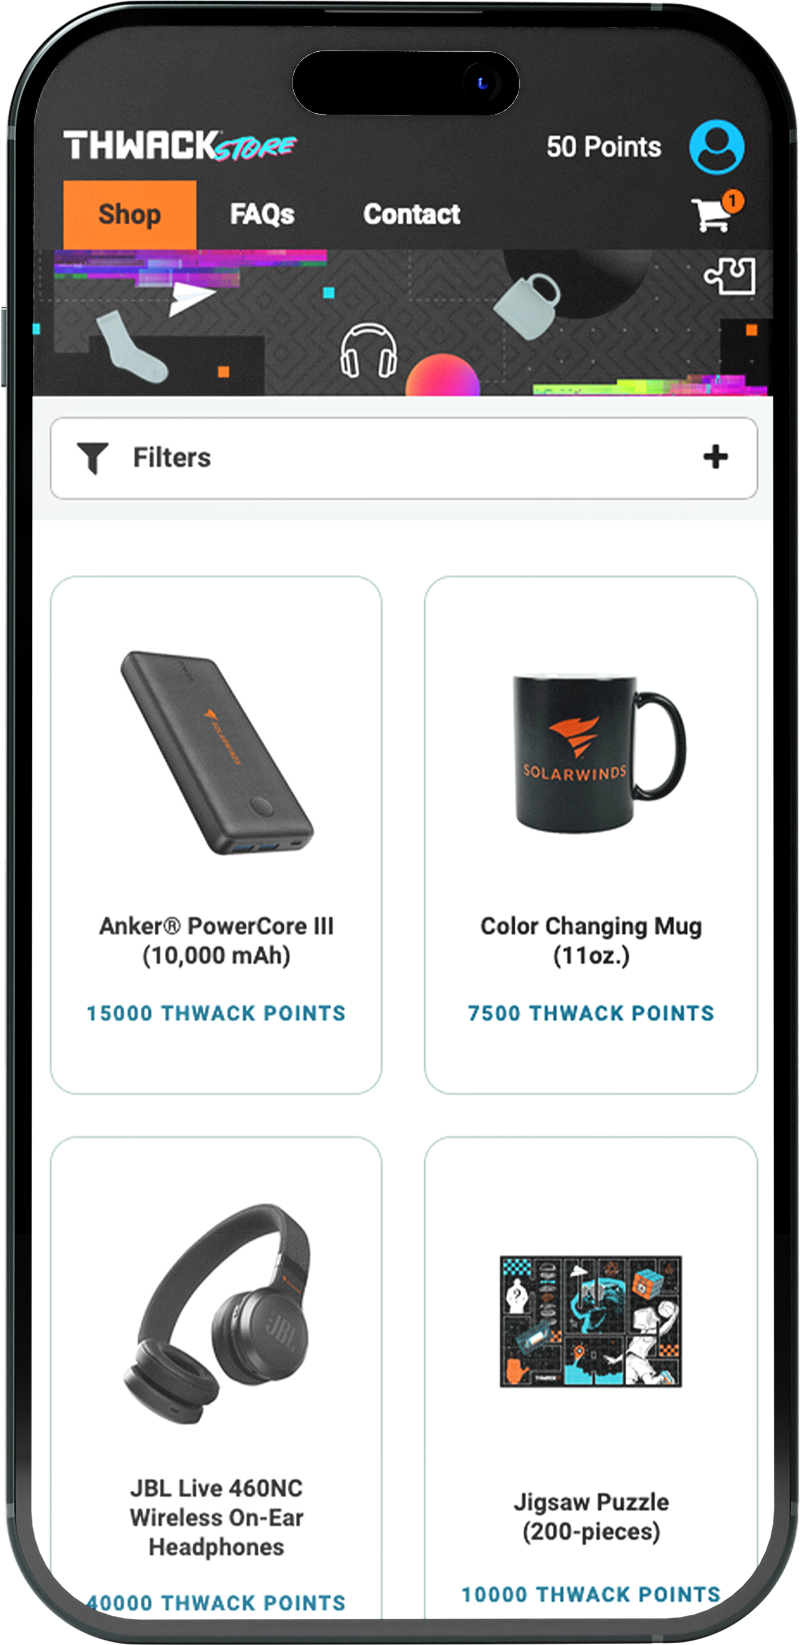 THWACK STORE
50 Points
Shop FAQs Contact
1
Filters
SOLARWINDS
SOLARWINDS
Anker® PowerCore III
(10,000 mAh)
15000 THWACK POINTS
Color Changing Mug
(11oz.)
7500 THWACK POINTS
JBL
?
THWACK
JBL Live 460NC
Wireless On-Ear
Headphones
40000 THWACK POINTS
Jigsaw Puzzle
(200-pieces)
10000 THWACK POINTS